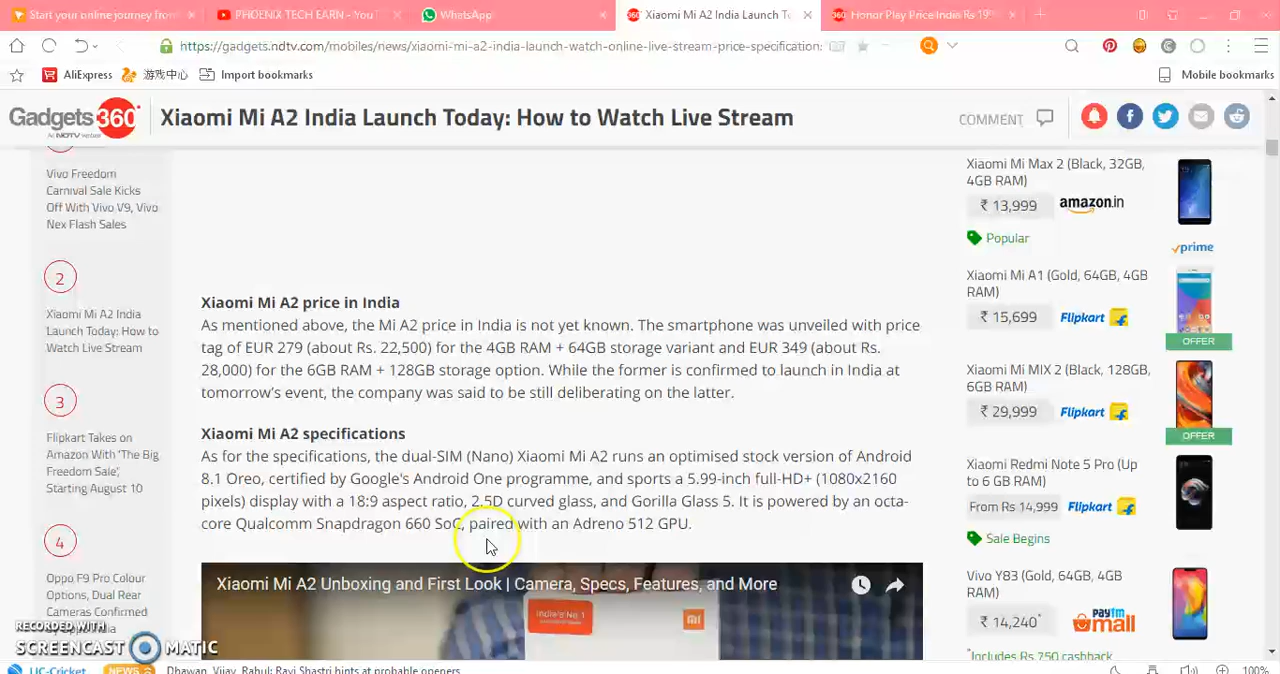 Start your online journey from
PHOENIX TECH EARN - You
WhatsApp
Xiaomi Mi A2 India Launch To
Honor Play Price India Rs 19
https://gadgets.ndtv.com/mobiles/news/xiaomi-mi-a2-india-launch-watch-online-live-stream-price-specification
AliExpress
游戏中心
Import bookmarks
Mobile bookmarks
Gadgets 360°
An NDTV venture
Xiaomi Mi A2 India Launch Today: How to Watch Live Stream
COMMENT
Vivo Freedom
Carnival Sale Kicks
Off With Vivo V9, Vivo
Nex Flash Sales
2
Xiaomi Mi A2 India
Launch Today: How to
Watch Live Stream
3
Flipkart Takes on
Amazon With 'The Big
Freedom Sale',
Starting August 10
4
Oppo F9 Pro Colour
Options, Dual Rear
Cameras Confirmed
Xiaomi Mi A2 price in India
As mentioned above, the Mi A2 price in India is not yet known. The smartphone was unveiled with price
tag of EUR 279 (about Rs. 22,500) for the 4GB RAM + 64GB storage variant and EUR 349 (about Rs.
28,000) for the 6GB RAM + 128GB storage option. While the former is confirmed to launch in India at
tomorrow's event, the company was said to be still deliberating on the latter.
Xiaomi Mi A2 specifications
As for the specifications, the dual-SIM (Nano) Xiaomi Mi A2 runs an optimised stock version of Android
8.1 Oreo, certified by Google's Android One programme, and sports a 5.99-inch full-HD+ (1080x2160
pixels) display with a 18:9 aspect ratio, 2.5D curved glass, and Gorilla Glass 5. It is powered by an octa-
core Qualcomm Snapdragon 660 SoC, paired with an Adreno 512 GPU.
Xiaomi Mi A2 Unboxing and First Look | Camera, Specs, Features, and More
India's No. 1
mi
Xiaomi Mi Max 2 (Black, 32GB,
4GB RAM)
₹ 13,999
amazon.in
Popular
prime
Xiaomi Mi A1 (Gold, 64GB, 4GB
RAM)
₹ 15,699
Flipkart
OFFER
Xiaomi Mi MIX 2 (Black, 128GB,
6GB RAM)
₹ 29,999
Flipkart
OFFER
Xiaomi Redmi Note 5 Pro (Up
to 6 GB RAM)
From Rs 14,999
Flipkart
Sale Begins
Vivo Y83 (Gold, 64GB, 4GB
RAM)
₹ 14,240*
paytm
mall
*Includes Rs 750 cashback
RECORDED WITH
SCREENCAST MATIC
UC-Cricket
NEWS
Dhawan, Vijay, Rahul: Ravi Shastri hints at probable openers
100%